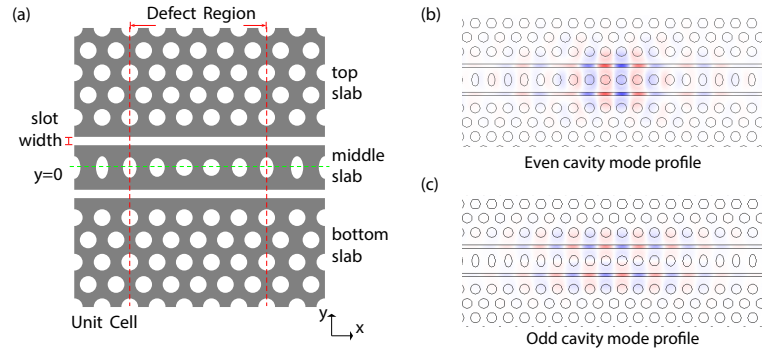 (a)
Defect Region
top
slab
slot
width
middle
slab
y=0
bottom
slab
Unit Cell
y
x
(b)
Even cavity mode profile
(c)
Odd cavity mode profile